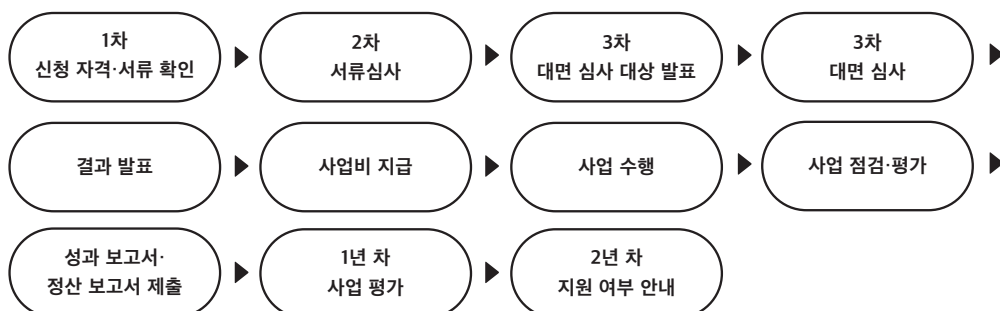 1차
신청 자격·서류 확인
2차
서류심사
3차
대면 심사 대상 발표
3차
대면 심사
결과 발표
사업비 지급
사업 수행
사업 점검·평가
성과 보고서·
정산 보고서 제출
1년 차
사업 평가
2년 차
지원 여부 안내